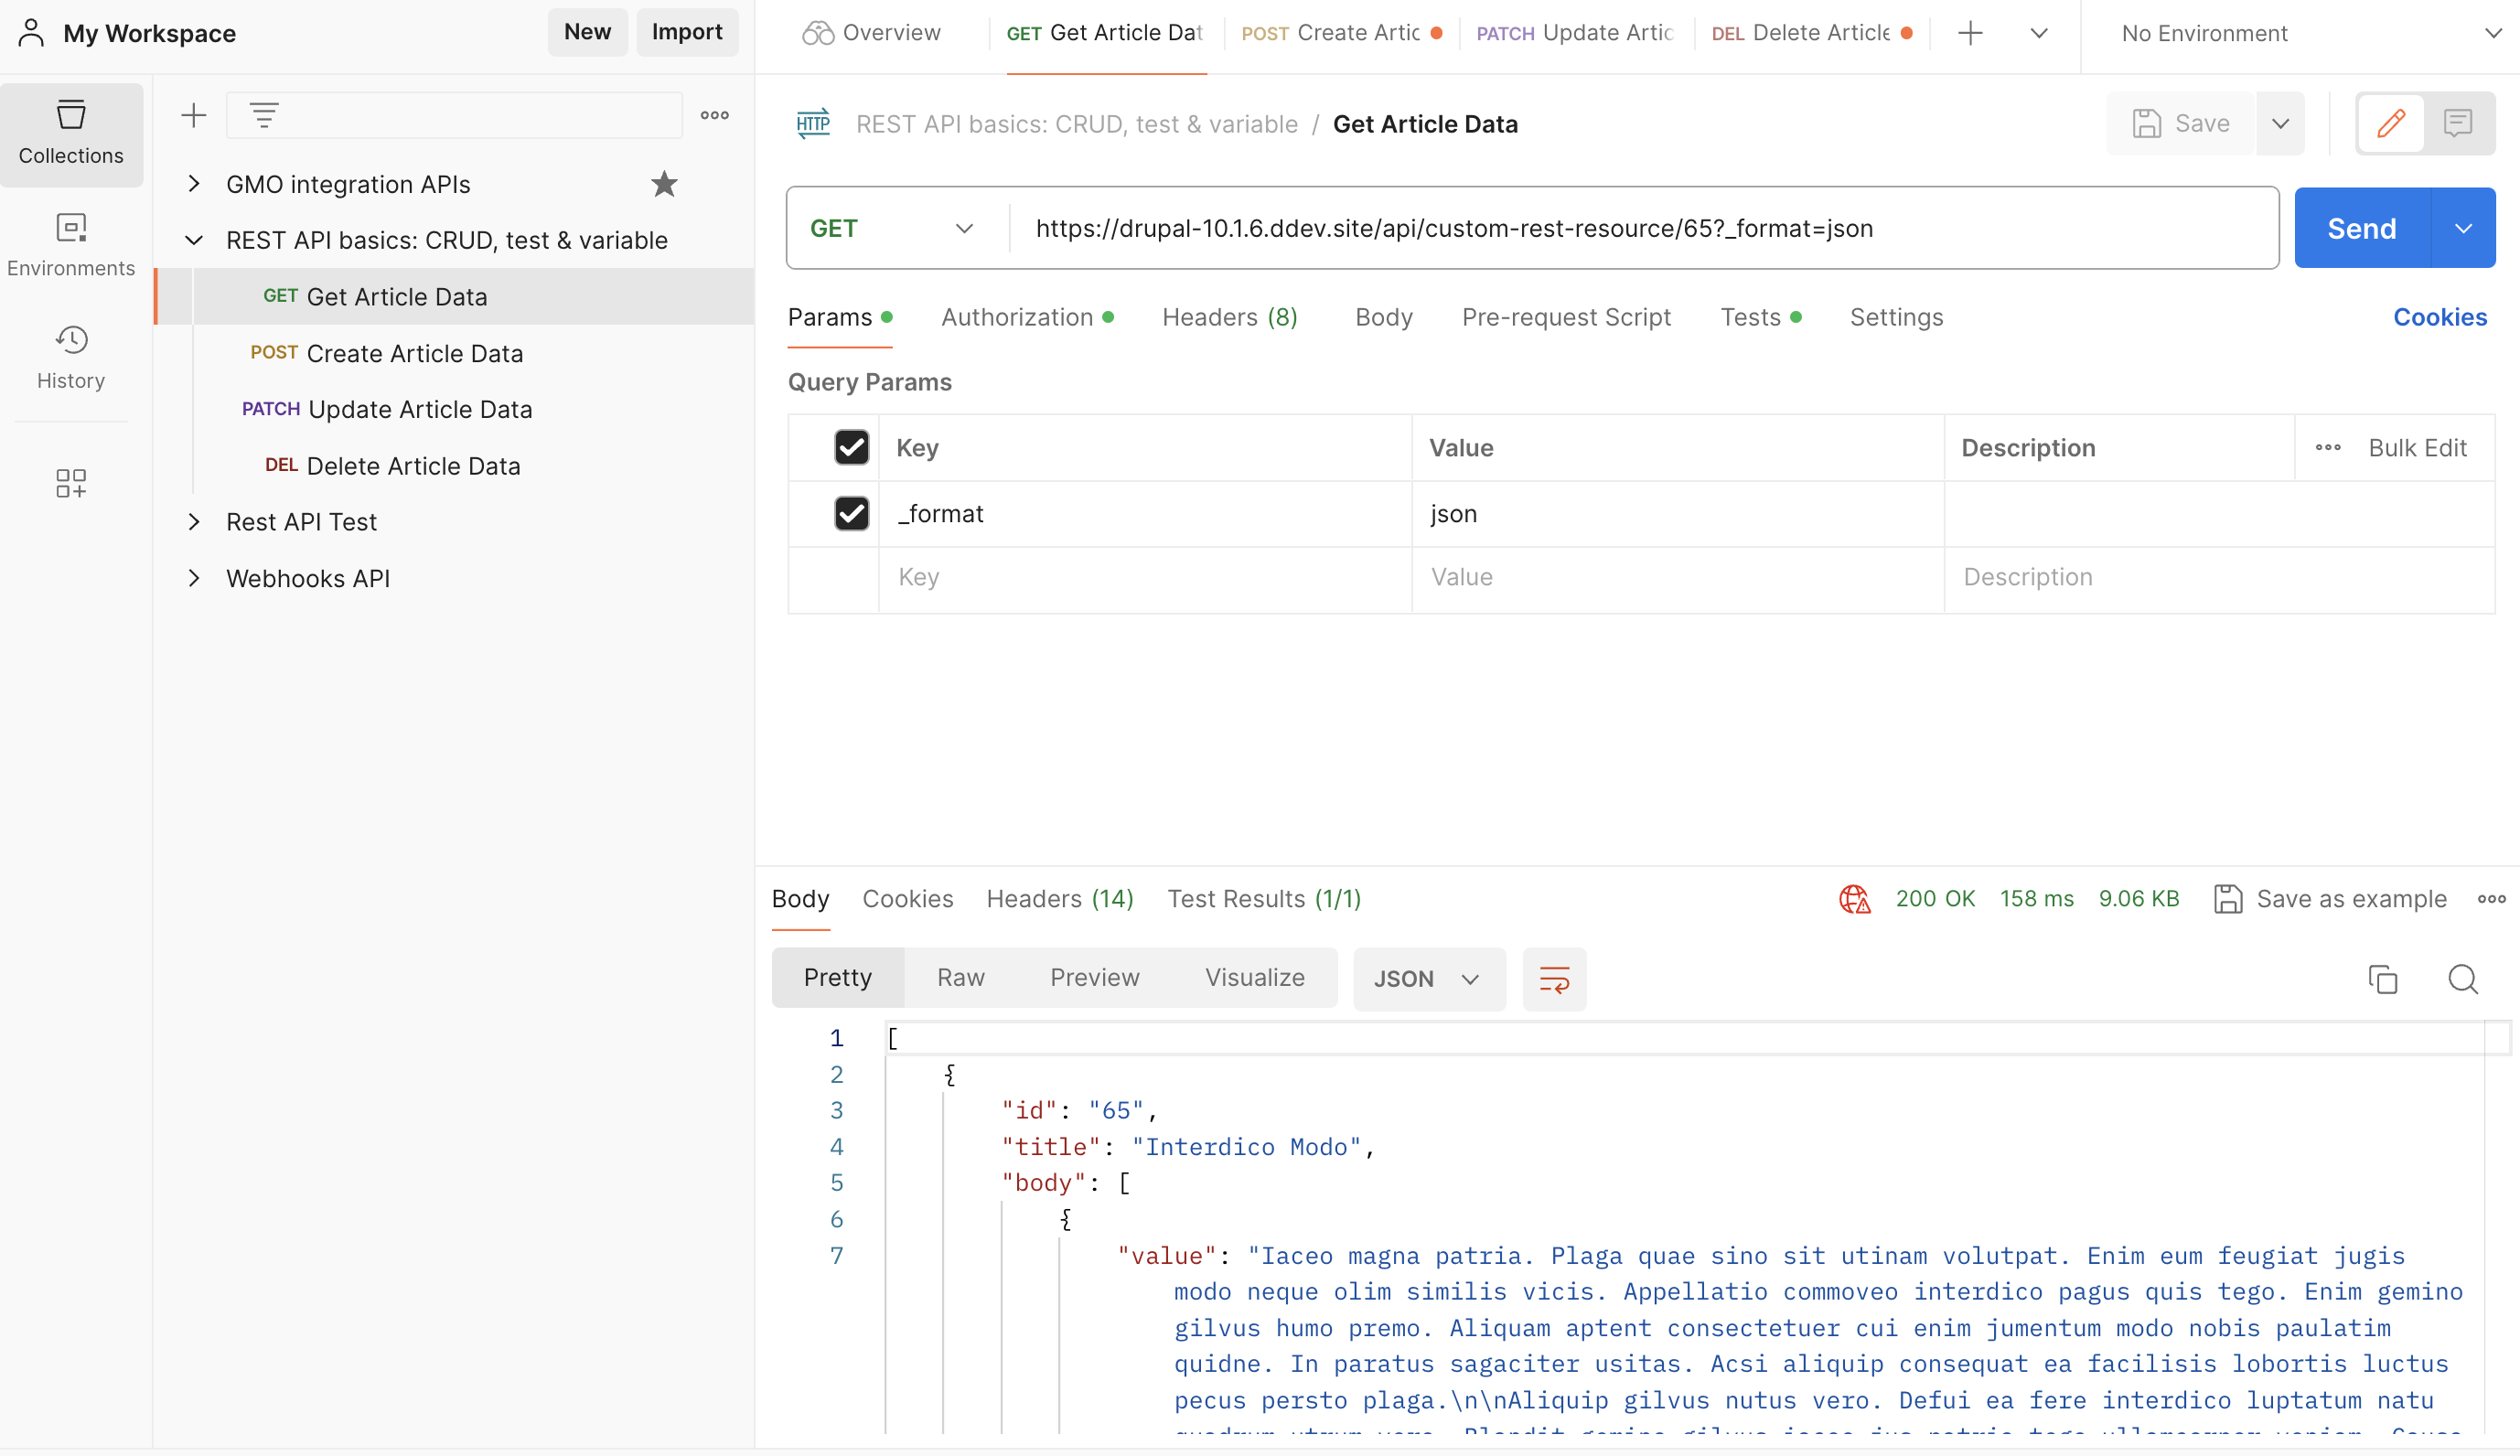 My Workspace
New
Import
Overview
GET Get Article Dat
POST Create Artic
PATCH Update Artic
DEL Delete Article
No Environment
Collections
Environments
History
GMO integration APIs
REST API basics: CRUD, test & variable
GET Get Article Data
POST Create Article Data
PATCH Update Article Data
DEL Delete Article Data
Rest API Test
Webhooks API
HTTP REST API basics: CRUD, test & variable / Get Article Data
Save
GET
https://drupal-10.1.6.ddev.site/api/custom-rest-resource/65?_format=json
Send
Params
Authorization
Headers (8)
Body
Pre-request Script
Tests
Settings
Cookies
Query Params
Key Value Description Bulk Edit
_format json
Key Value Description
Body Cookies Headers (14) Test Results (1/1)
200 OK 158 ms 9.06 KB Save as example
Pretty Raw Preview Visualize JSON
1 [
2 {
3 "id": "65",
4 "title": "Interdico Modo",
5 "body": [
6 {
7 "value": "Iaceo magna patria. Plaga quae sino sit utinam volutpat. Enim eum feugiat jugis
modo neque olim similis vicis. Appellatio commoveo interdico pagus quis tego. Enim gemino
gilvus humo premo. Aliquam aptent consectetuer cui enim jumentum modo nobis paulatim
quidne. In paratus sagaciter usitas. Acsi aliquip consequat ea facilisis lobortis luctus
pecus persto plaga.\n\nAliquip gilvus nutus vero. Defui ea fere interdico luptatum natu